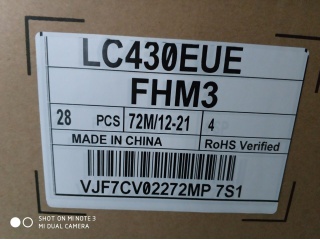 LC430EUE
FHM3
28 PCS 72M/12-21 4
MADE IN CHINA RoHS Verified
VJF7CV02272MP 7S1
SHOT ON MI NOTE 3
MI DUAL CAMERA